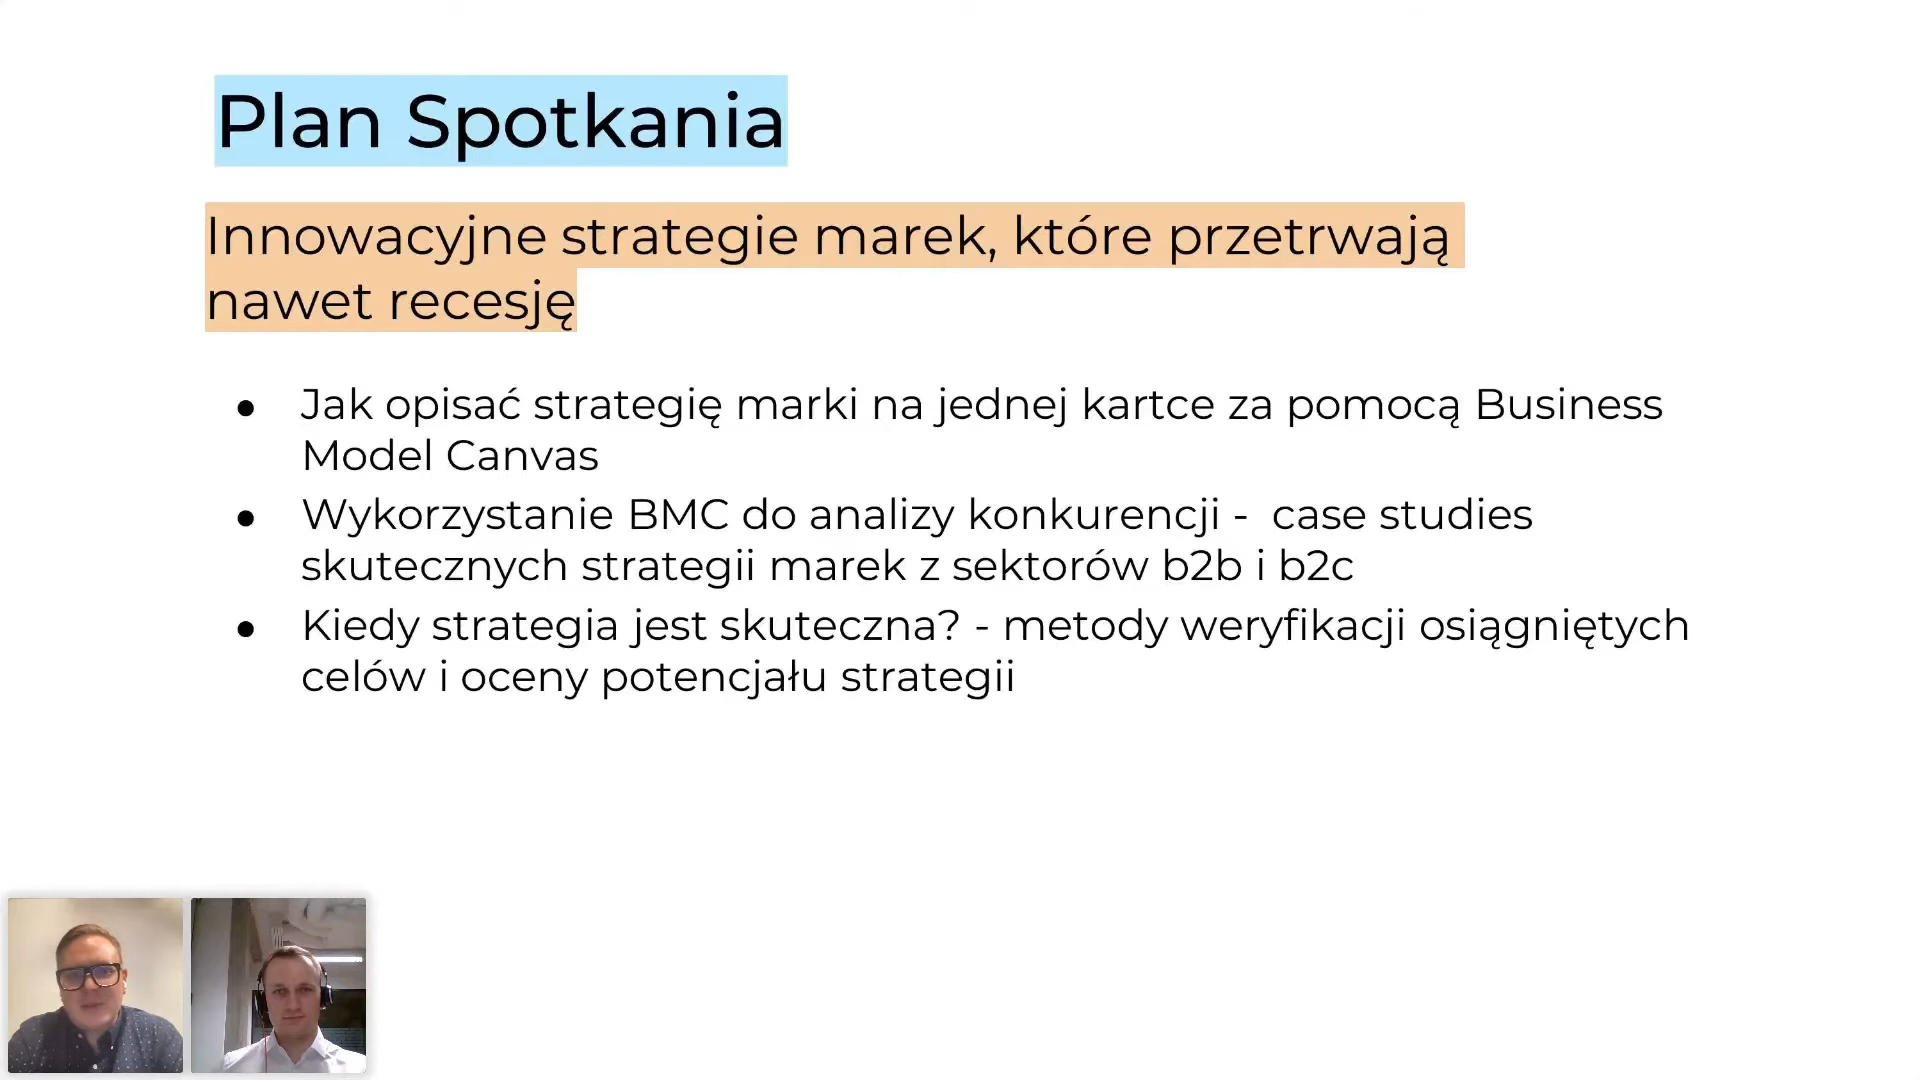 Plan Spotkania
Innowacyjne strategie marek, które przetrwają
nawet recesję
● Jak opisać strategię marki na jednej kartce za pomocą Business
Model Canvas
● Wykorzystanie BMC do analizy konkurencji -  case studies
skutecznych strategii marek z sektorów b2b i b2c
● Kiedy strategia jest skuteczna? - metody weryfikacji osiągniętych
celów i oceny potencjału strategii